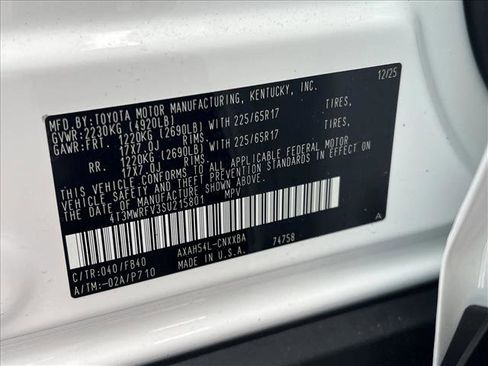 MFD.BY:TOYOTA MOTOR MANUFACTURING, KENTUCKY, INC. 12/25
GVWR:2230KG (4920LB)
GAWR:FRT. 1220KG (2690LB) WITH 225/65R17 TIRES,
17X7.0J RIMS.
RR. 1220KG (2690LB) WITH 225/65R17 TIRES,
17X7.0J RIMS.
THIS VEHICLE CONFORMS TO ALL APPLICABLE FEDERAL MOTOR
VEHICLE SAFETY AND THEFT PREVENTION STANDARDS IN EFFECT
ON THE DATE OF MANUFACTURE SHOWN ABOVE.
4T3MWRFV3SU215801 MPV
A
C/TR:040/FB40 AXAH54L-CNXXBA 74758
A/TM:-02A/P710 MADE IN U.S.A.